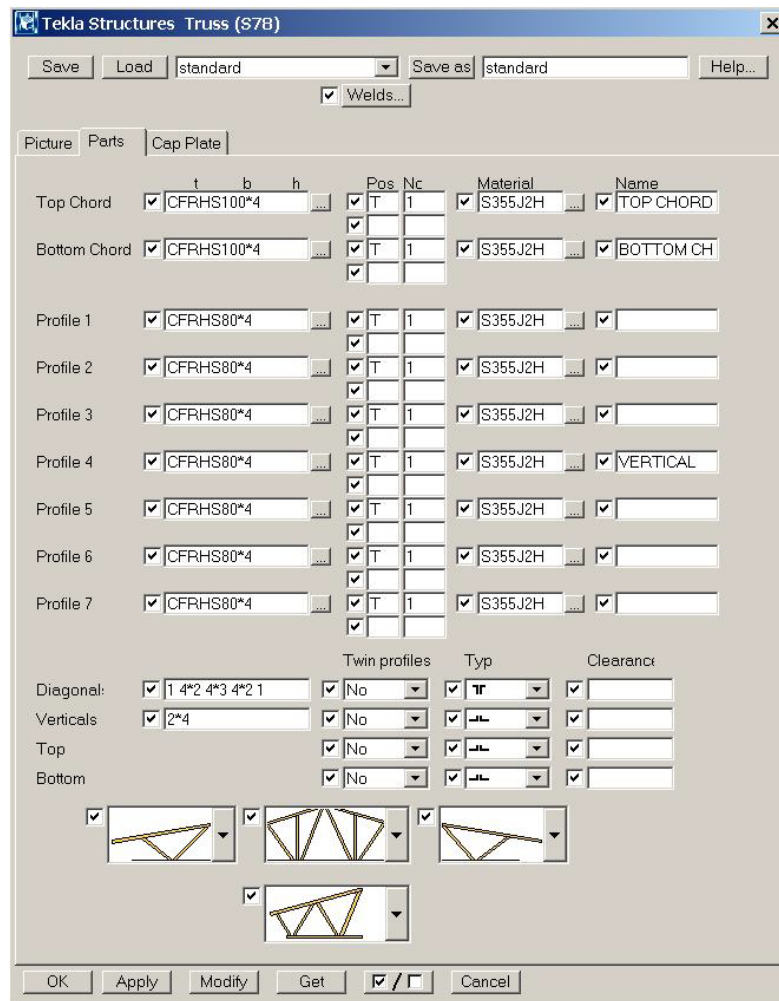 Tekla Structures Truss (S78)
Save Load standard Save as standard Help...
Welds...
Picture Parts Cap Plate
t b h Pos No Material Name
Top Chord CFRHS100*4 ... T 1 S355J2H ... TOP CHORD
Bottom Chord CFRHS100*4 ... T 1 S355J2H ... BOTTOM CH
Profile 1 CFRHS80*4 ... T 1 S355J2H ...
Profile 2 CFRHS80*4 ... T 1 S355J2H ...
Profile 3 CFRHS80*4 ... T 1 S355J2H ...
Profile 4 CFRHS80*4 ... T 1 S355J2H ... VERTICAL
Profile 5 CFRHS80*4 ... T 1 S355J2H ...
Profile 6 CFRHS80*4 ... T 1 S355J2H ...
Profile 7 CFRHS80*4 ... T 1 S355J2H ...
Twin profiles Typ Clearance
Diagonals 1 4*2 4*3 4*2 1 No
Verticals 2*4 No
Top No
Bottom No
OK Apply Modify Get / Cancel